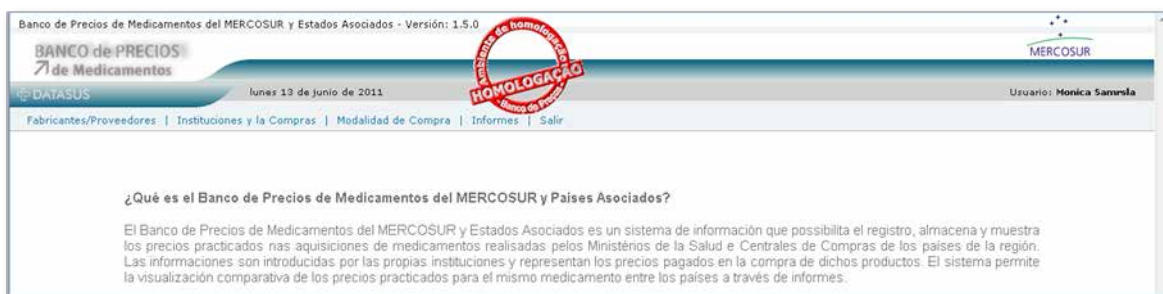 Banco de Precios de Medicamentos del MERCOSUR y Estados Asociados - Versión: 1.5.0
BANCO de PRECIOS
de Medicamentos
MERCOSUR
Ambiente de homologação
HOMOLOGAÇÃO
- Banco de
DATASUS
lunes 13 de junio de 2011
Usuario: Monica Samrsla
Fabricantes/Proveedores | Instituciones y la Compras | Modalidad de Compra | Informes | Salir
¿Qué es el Banco de Precios de Medicamentos del MERCOSUR y Países Asociados?
El Banco de Precios de Medicamentos del MERCOSUR y Estados Asociados es un sistema de información que possibilita el registro, almacena y muestra
los precios practicados nas aquisiciones de medicamentos realisadas pelos Ministérios de la Salud e Centrales de Compras de los países de la región.
Las informaciones son introducidas por las propias instituciones y representan los precios pagados en la compra de dichos productos. El sistema permite
la visualización comparativa de los precios practicados para el mismo medicamento entre los países a través de informes.